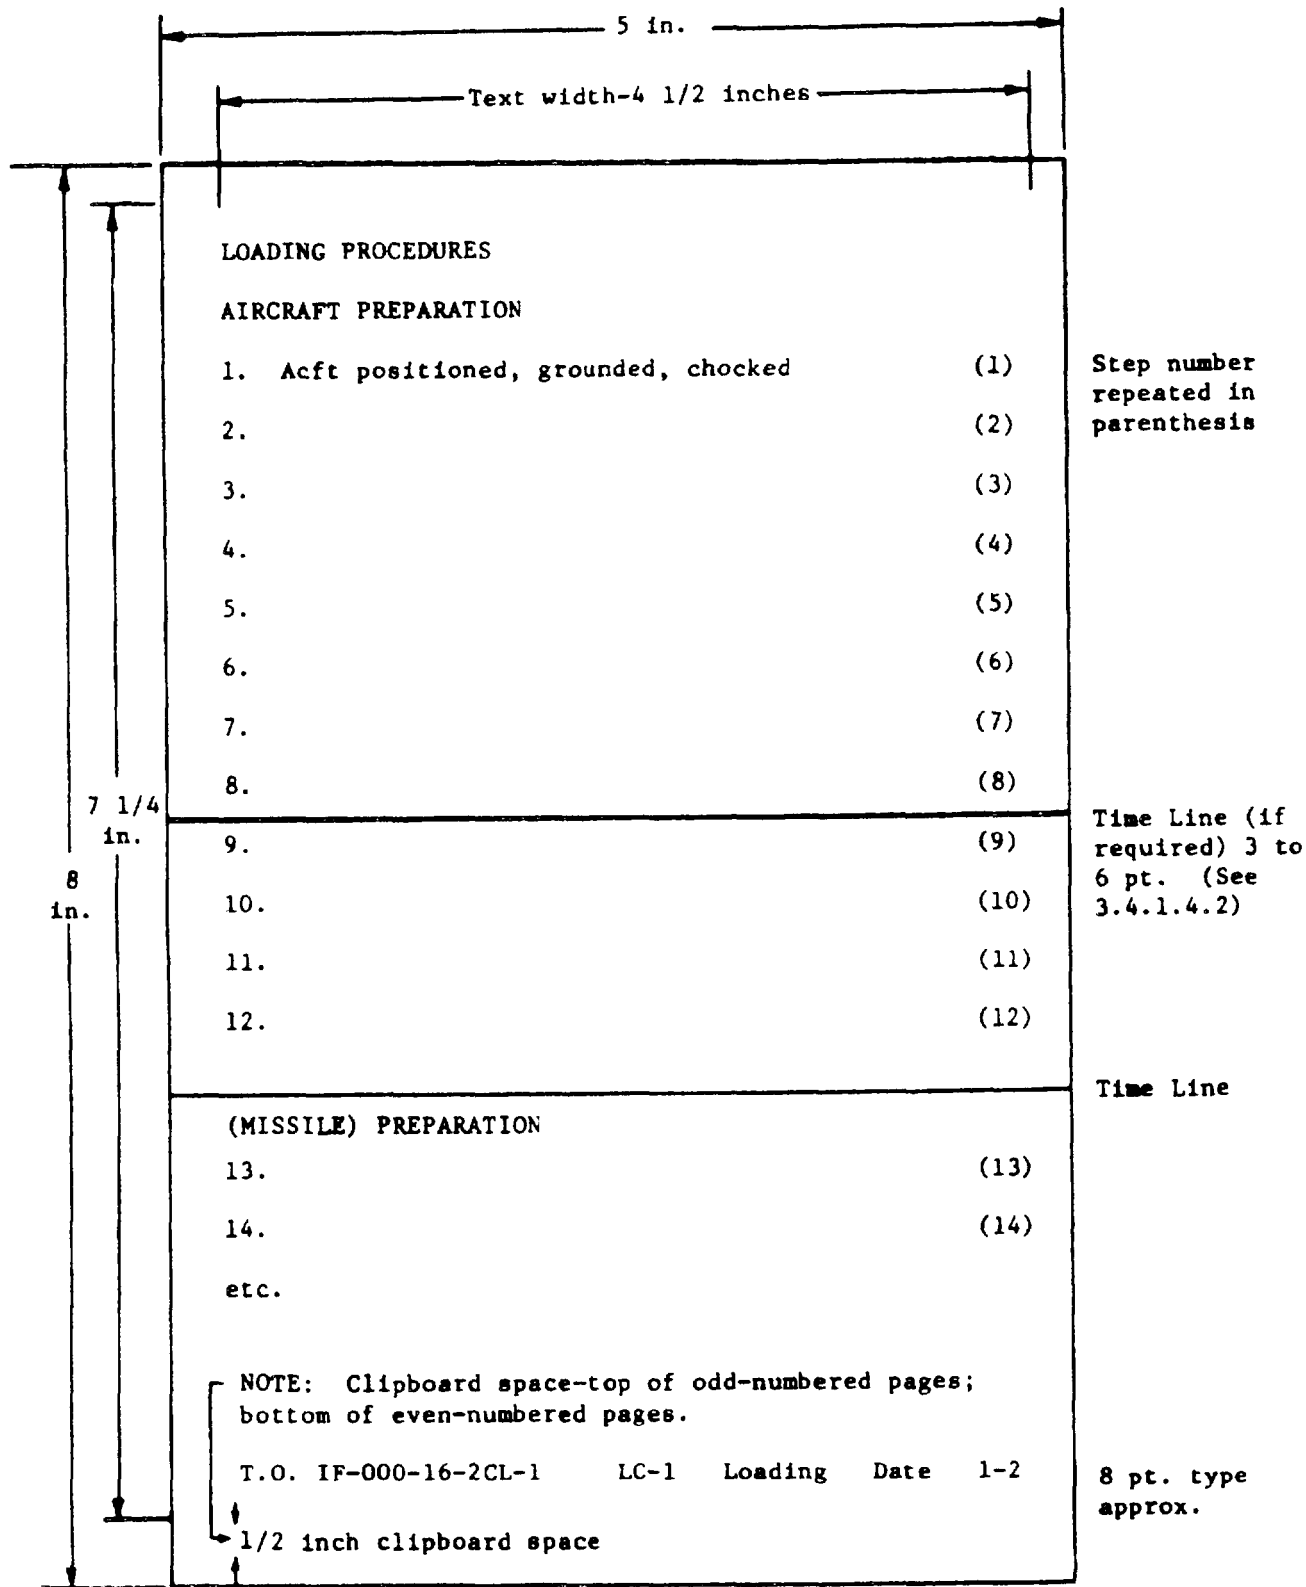 5 in.
Text width-4 1/2 inches
LOADING PROCEDURES
AIRCRAFT PREPARATION
1. Acft positioned, grounded, chocked (1)
Step number
repeated in
parenthesis
2. (2)
3. (3)
4. (4)
5. (5)
6. (6)
7. (7)
8. (8)
7 1/4
in.
8
in.
Time Line (if
required) 3 to
6 pt. (See
3.4.1.4.2)
9. (9)
10. (10)
11. (11)
12. (12)
Time Line
(MISSILE) PREPARATION
13. (13)
14. (14)
etc.
NOTE: Clipboard space-top of odd-numbered pages;
bottom of even-numbered pages.
T.O. IF-000-16-2CL-1 LC-1 Loading Date 1-2
8 pt. type
approx.
1/2 inch clipboard space